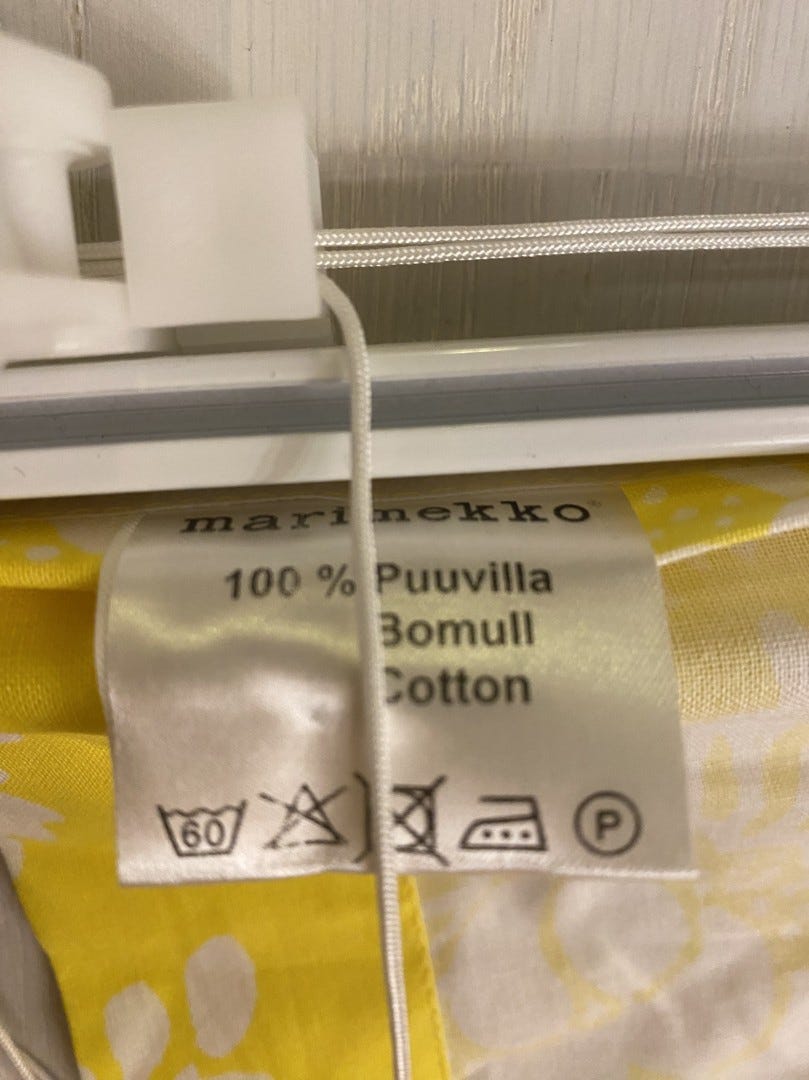 marimekko®
100 % Puuvilla
Bomull
Cotton
60 P